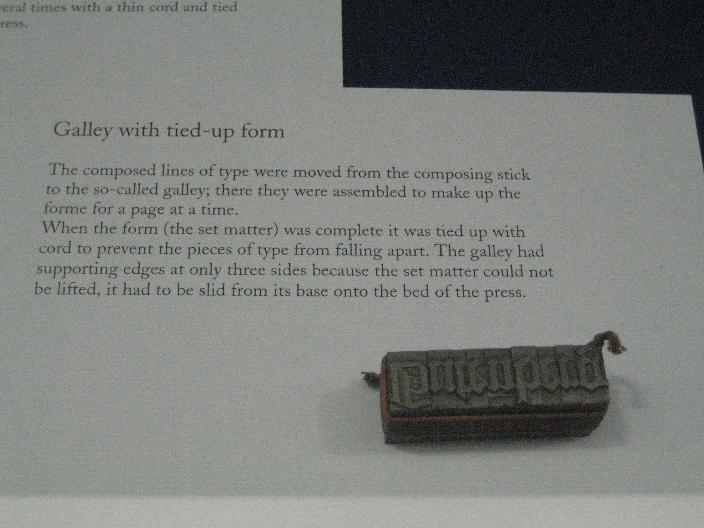 veral times with a thin cord and tied
ress.
Galley with tied-up form
The composed lines of type were moved from the composing stick
to the so-called galley; there they were assembled to make up the
forme for a page at a time.
When the form (the set matter) was complete it was tied up with
cord to prevent the pieces of type from falling apart. The galley had
supporting edges at only three sides because the set matter could not
be lifted, it had to be slid from its base onto the bed of the press.